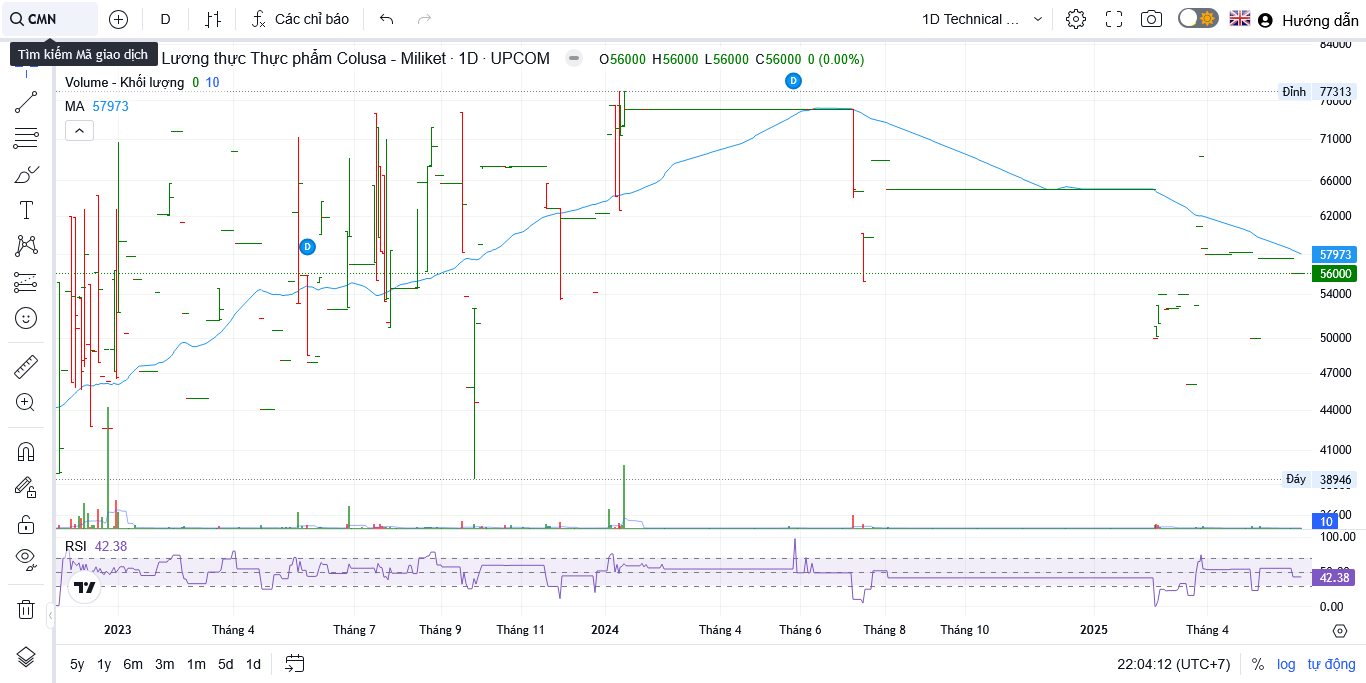 CMN
D
Các chỉ báo
1D Technical ...
Hướng dẫn
Tìm kiếm Mã giao dịch
Lương thực Thực phẩm Colusa - Miliket · 1D · UPCOM
O56000 H56000 L56000 C56000 0 (0.00%)
Volume - Khối lượng 0 10
MA 57973
D
D
84000
Đỉnh 77313
76000
71000
66000
62000
57973
56000
54000
50000
47000
44000
41000
Đáy 38946
36600
10
RSI 42.38
100.00
50.00
42.38
0.00
2023 Tháng 4 Tháng 7 Tháng 9 Tháng 11 2024 Tháng 4 Tháng 6 Tháng 8 Tháng 10 2025 Tháng 4
5y 1y 6m 3m 1m 5d 1d
22:04:12 (UTC+7) % log tự động